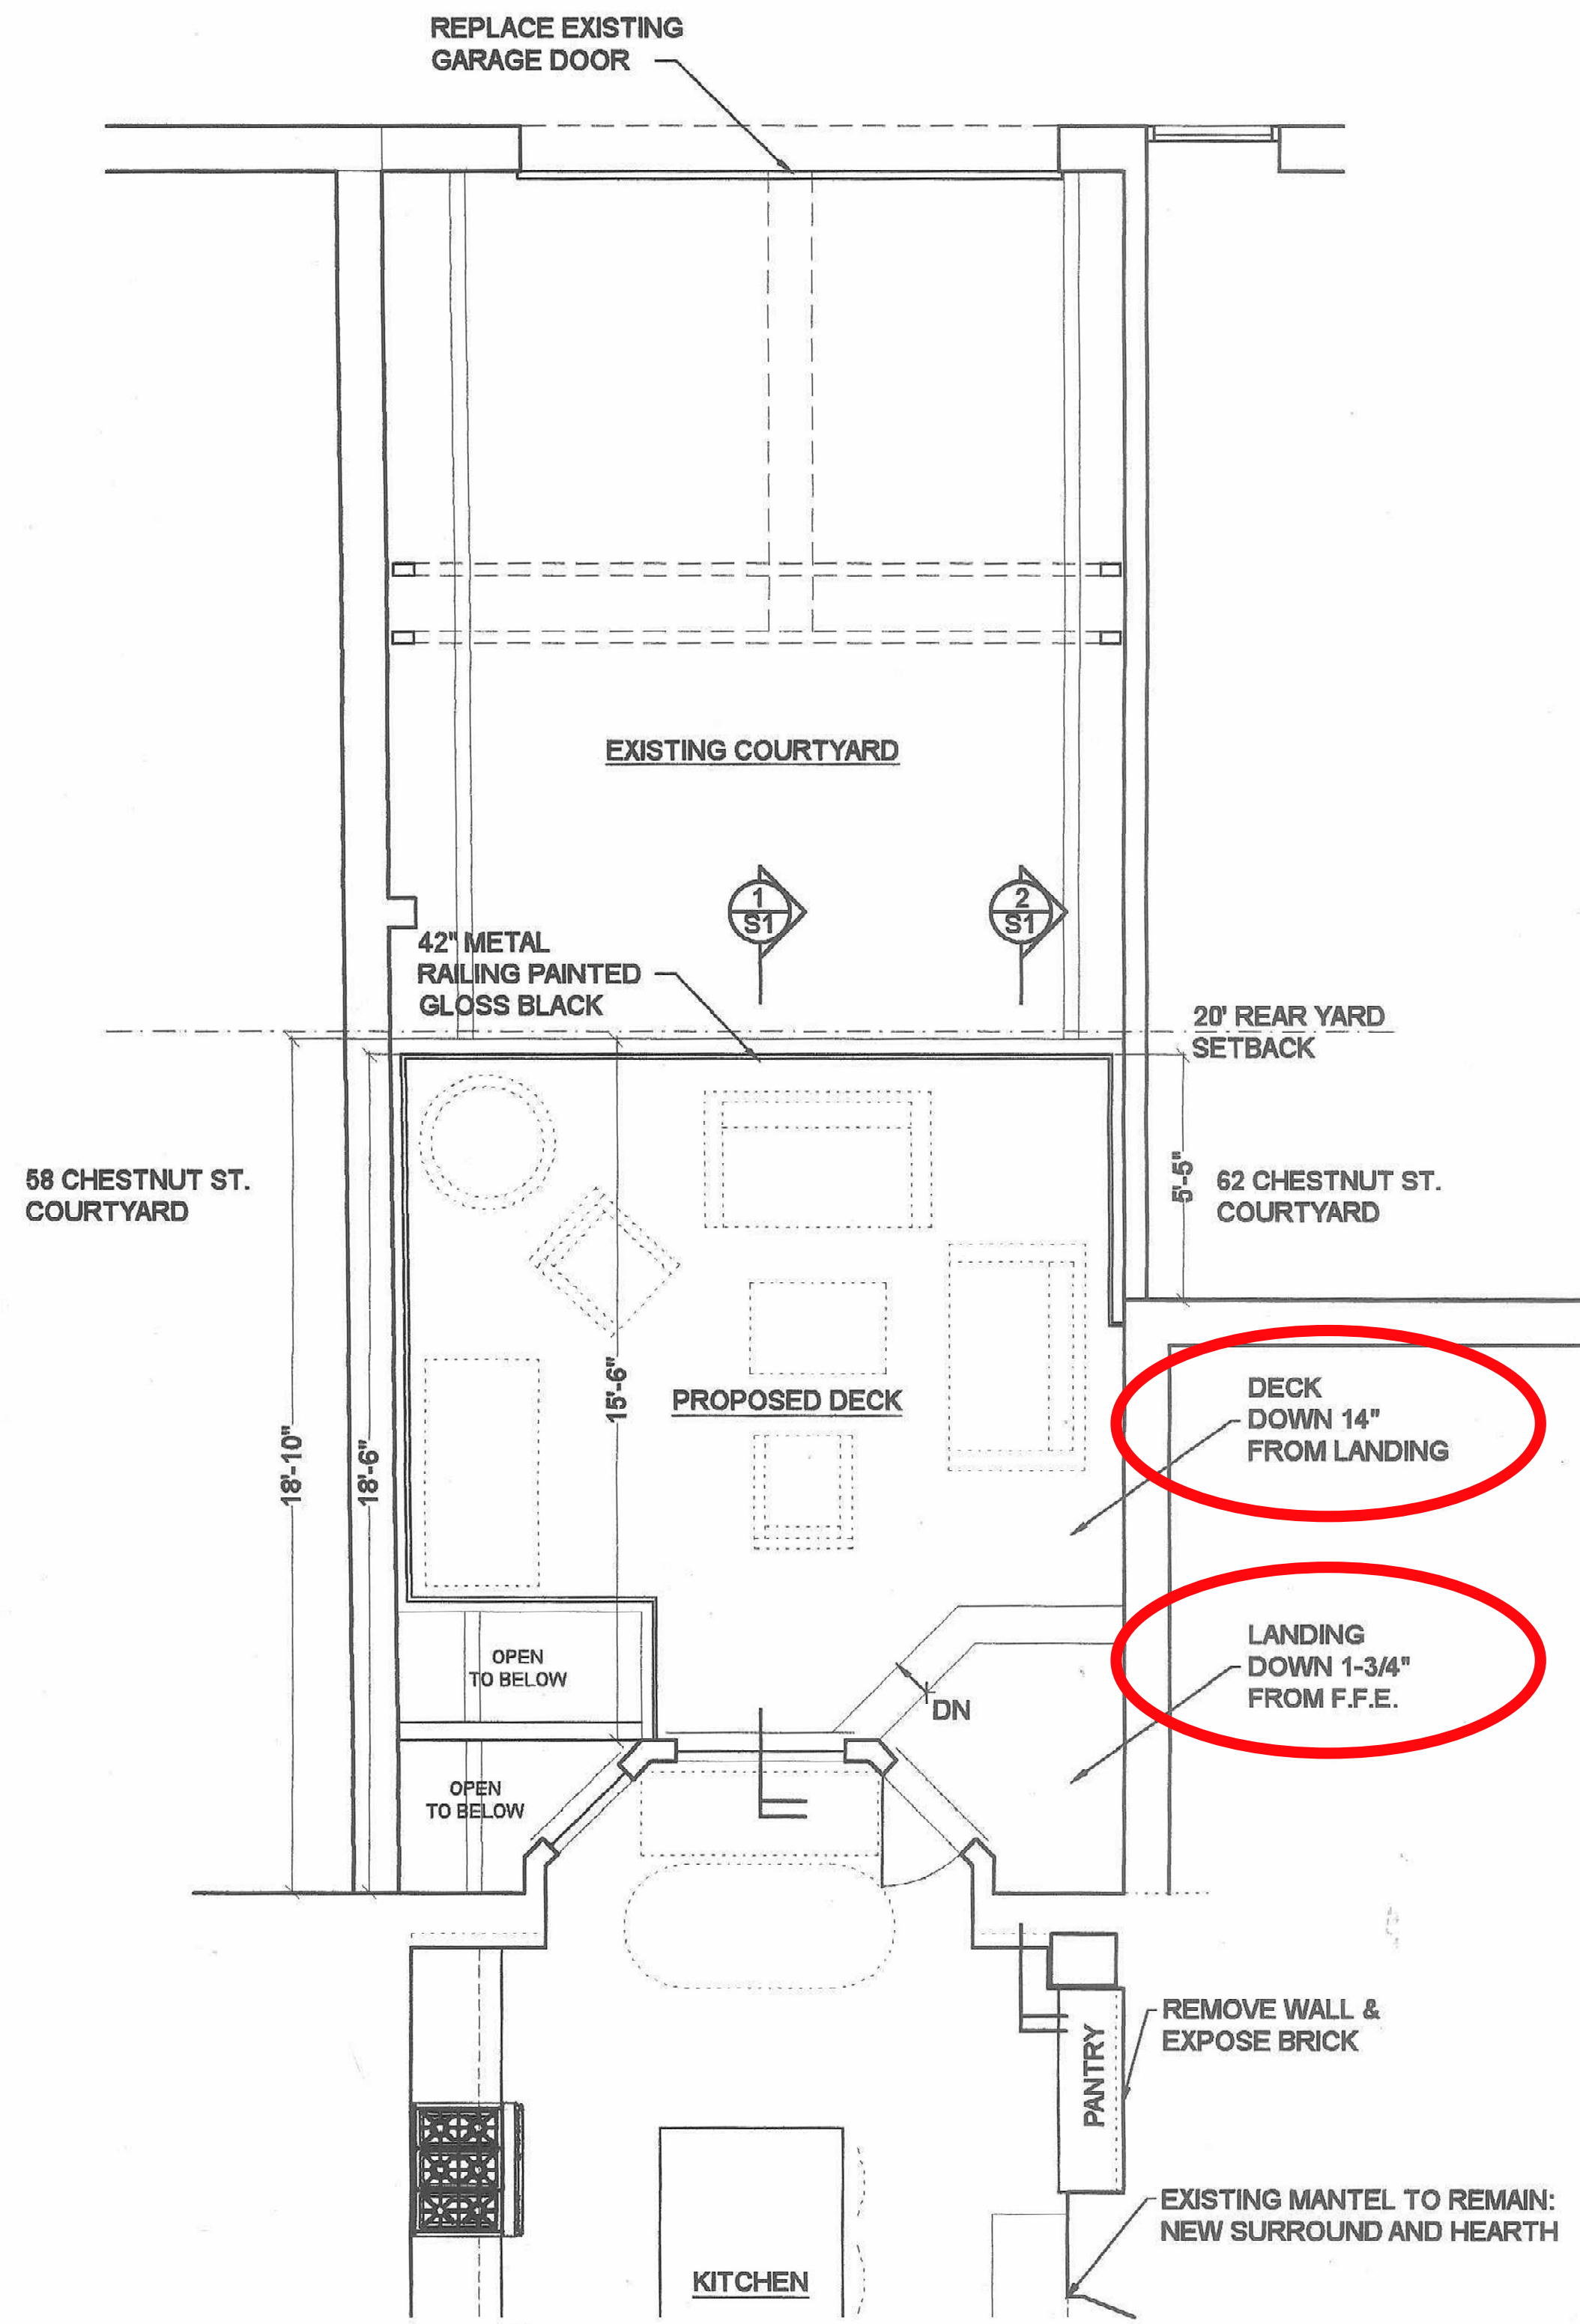 REPLACE EXISTING
GARAGE DOOR
EXISTING COURTYARD
1
S1
2
S1
42" METAL
RAILING PAINTED
GLOSS BLACK
20' REAR YARD
SETBACK
58 CHESTNUT ST.
COURTYARD
5'-5"
62 CHESTNUT ST.
COURTYARD
18'-10"
18'-6"
15'-6"
PROPOSED DECK
DECK
DOWN 14"
FROM LANDING
OPEN
TO BELOW
DN
LANDING
DOWN 1-3/4"
FROM F.F.E.
OPEN
TO BELOW
PANTRY
REMOVE WALL &
EXPOSE BRICK
EXISTING MANTEL TO REMAIN:
NEW SURROUND AND HEARTH
KITCHEN